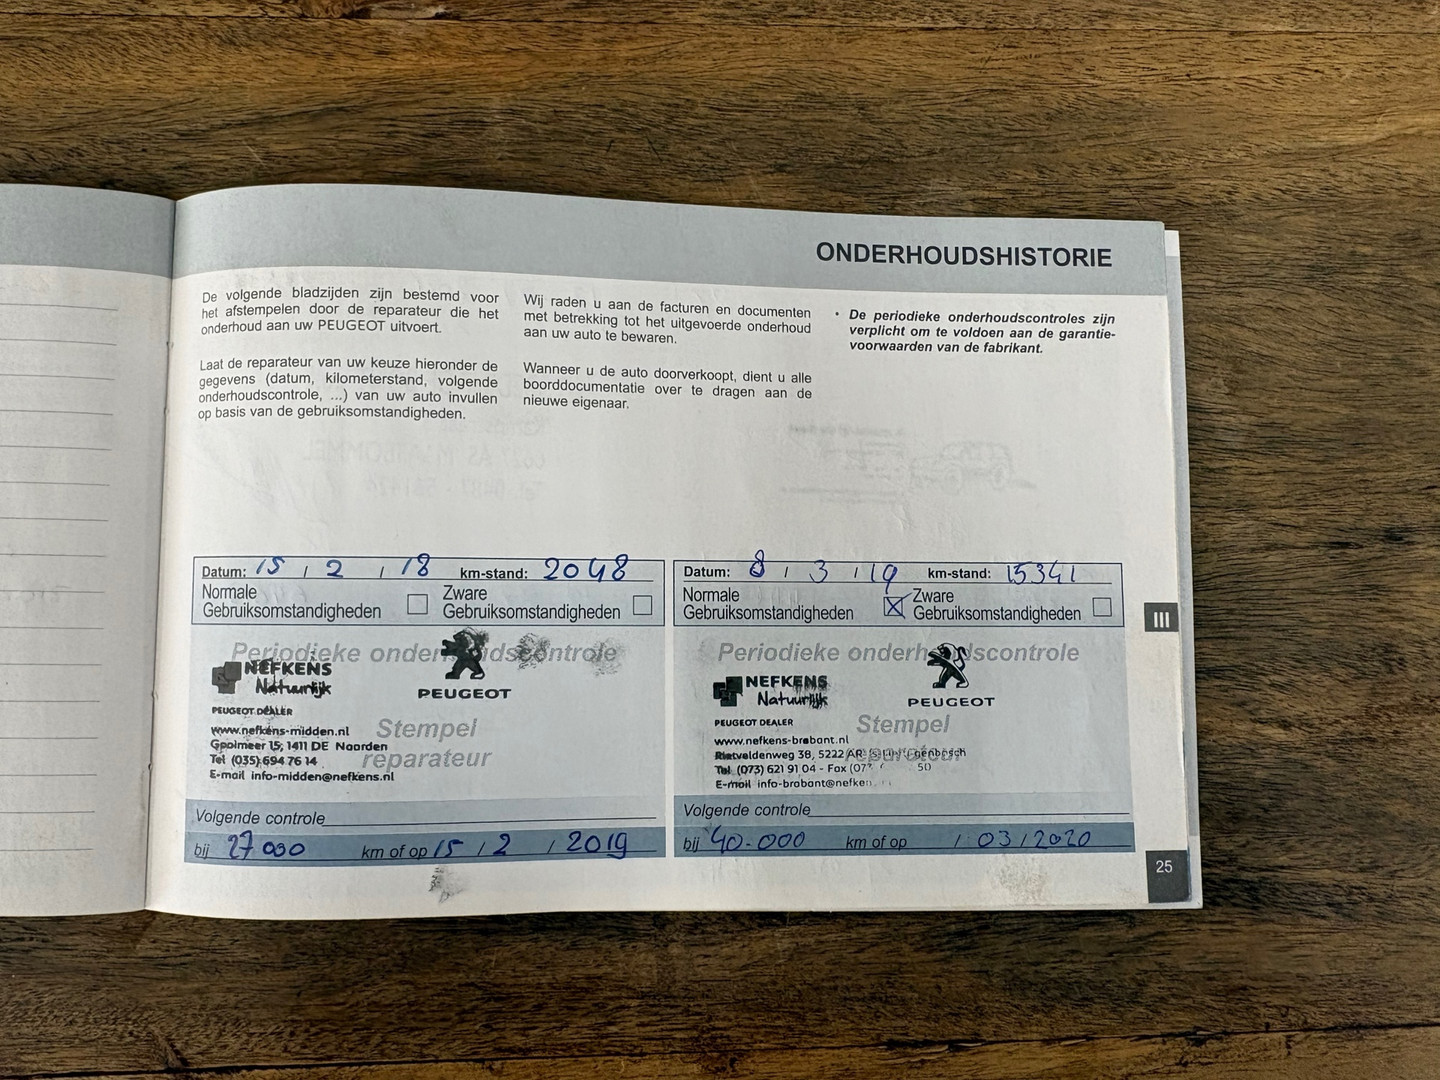 ONDERHOUDSHISTORIE
De volgende bladzijden zijn bestemd voor
het afstempelen door de reparateur die het
onderhoud aan uw PEUGEOT uitvoert.
Laat de reparateur van uw keuze hieronder de
gegevens (datum, kilometerstand, volgende
onderhoudscontrole, ...) van uw auto invullen
op basis van de gebruiksomstandigheden.
Wij raden u aan de facturen en documenten
met betrekking tot het uitgevoerde onderhoud
aan uw auto te bewaren.
Wanneer u de auto doorverkoopt, dient u alle
boorddocumentatie over te dragen aan de
nieuwe eigenaar.
• De periodieke onderhoudscontroles zijn
verplicht om te voldoen aan de garantie-
voorwaarden van de fabrikant.
Datum: 15 / 2 / 18 km-stand: 2048
Normale
Gebruiksomstandigheden
Zware
Gebruiksomstandigheden
Periodieke onderhoudscontrole
NEFKENS
Natuurlijk
PEUGEOT
PEUGEOT DEALER
www.nefkens-midden.nl
Gooimeer 15, 1411 DE Naarden
Tel (035) 694 76 14
E-mail info-midden@nefkens.nl
Stempel
reparateur
Volgende controle
bij 27 000 km of op 15 / 2 / 2019
Datum: 8 / 3 / 19 km-stand: 15341
Normale
Gebruiksomstandigheden
Zware
Gebruiksomstandigheden
Periodieke onderhoudscontrole
NEFKENS
Natuurlijk
PEUGEOT
PEUGEOT DEALER
www.nefkens-brabant.nl
Rietveldenweg 38, 5222 AR
Tel (073) 621 91 04 - Fax (07 50)
E-mail info-brabant@nefken
Stempel
reparateur
Volgende controle
bij 40.000 km of op / 03 / 2020
III
25